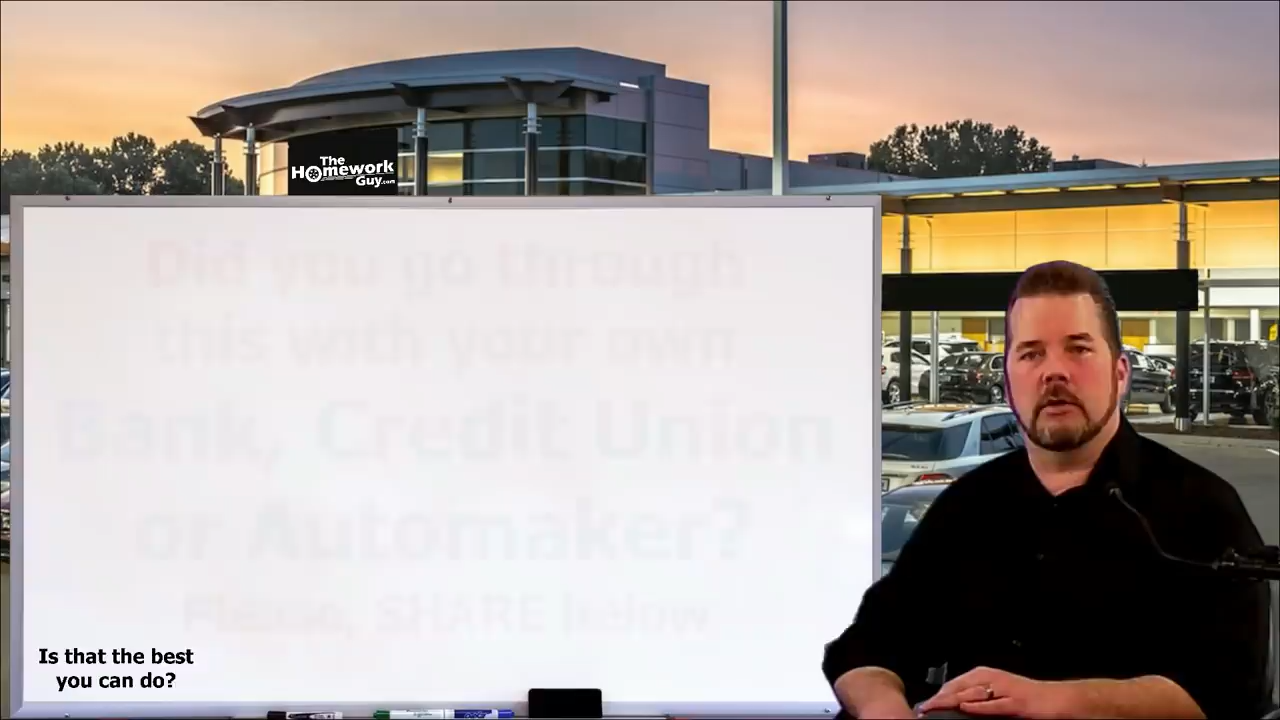 The
Homework
Guy.com
Did you go through
this with your own
Bank, Credit Union
or Automaker?
Please, SHARE below
Is that the best
you can do?